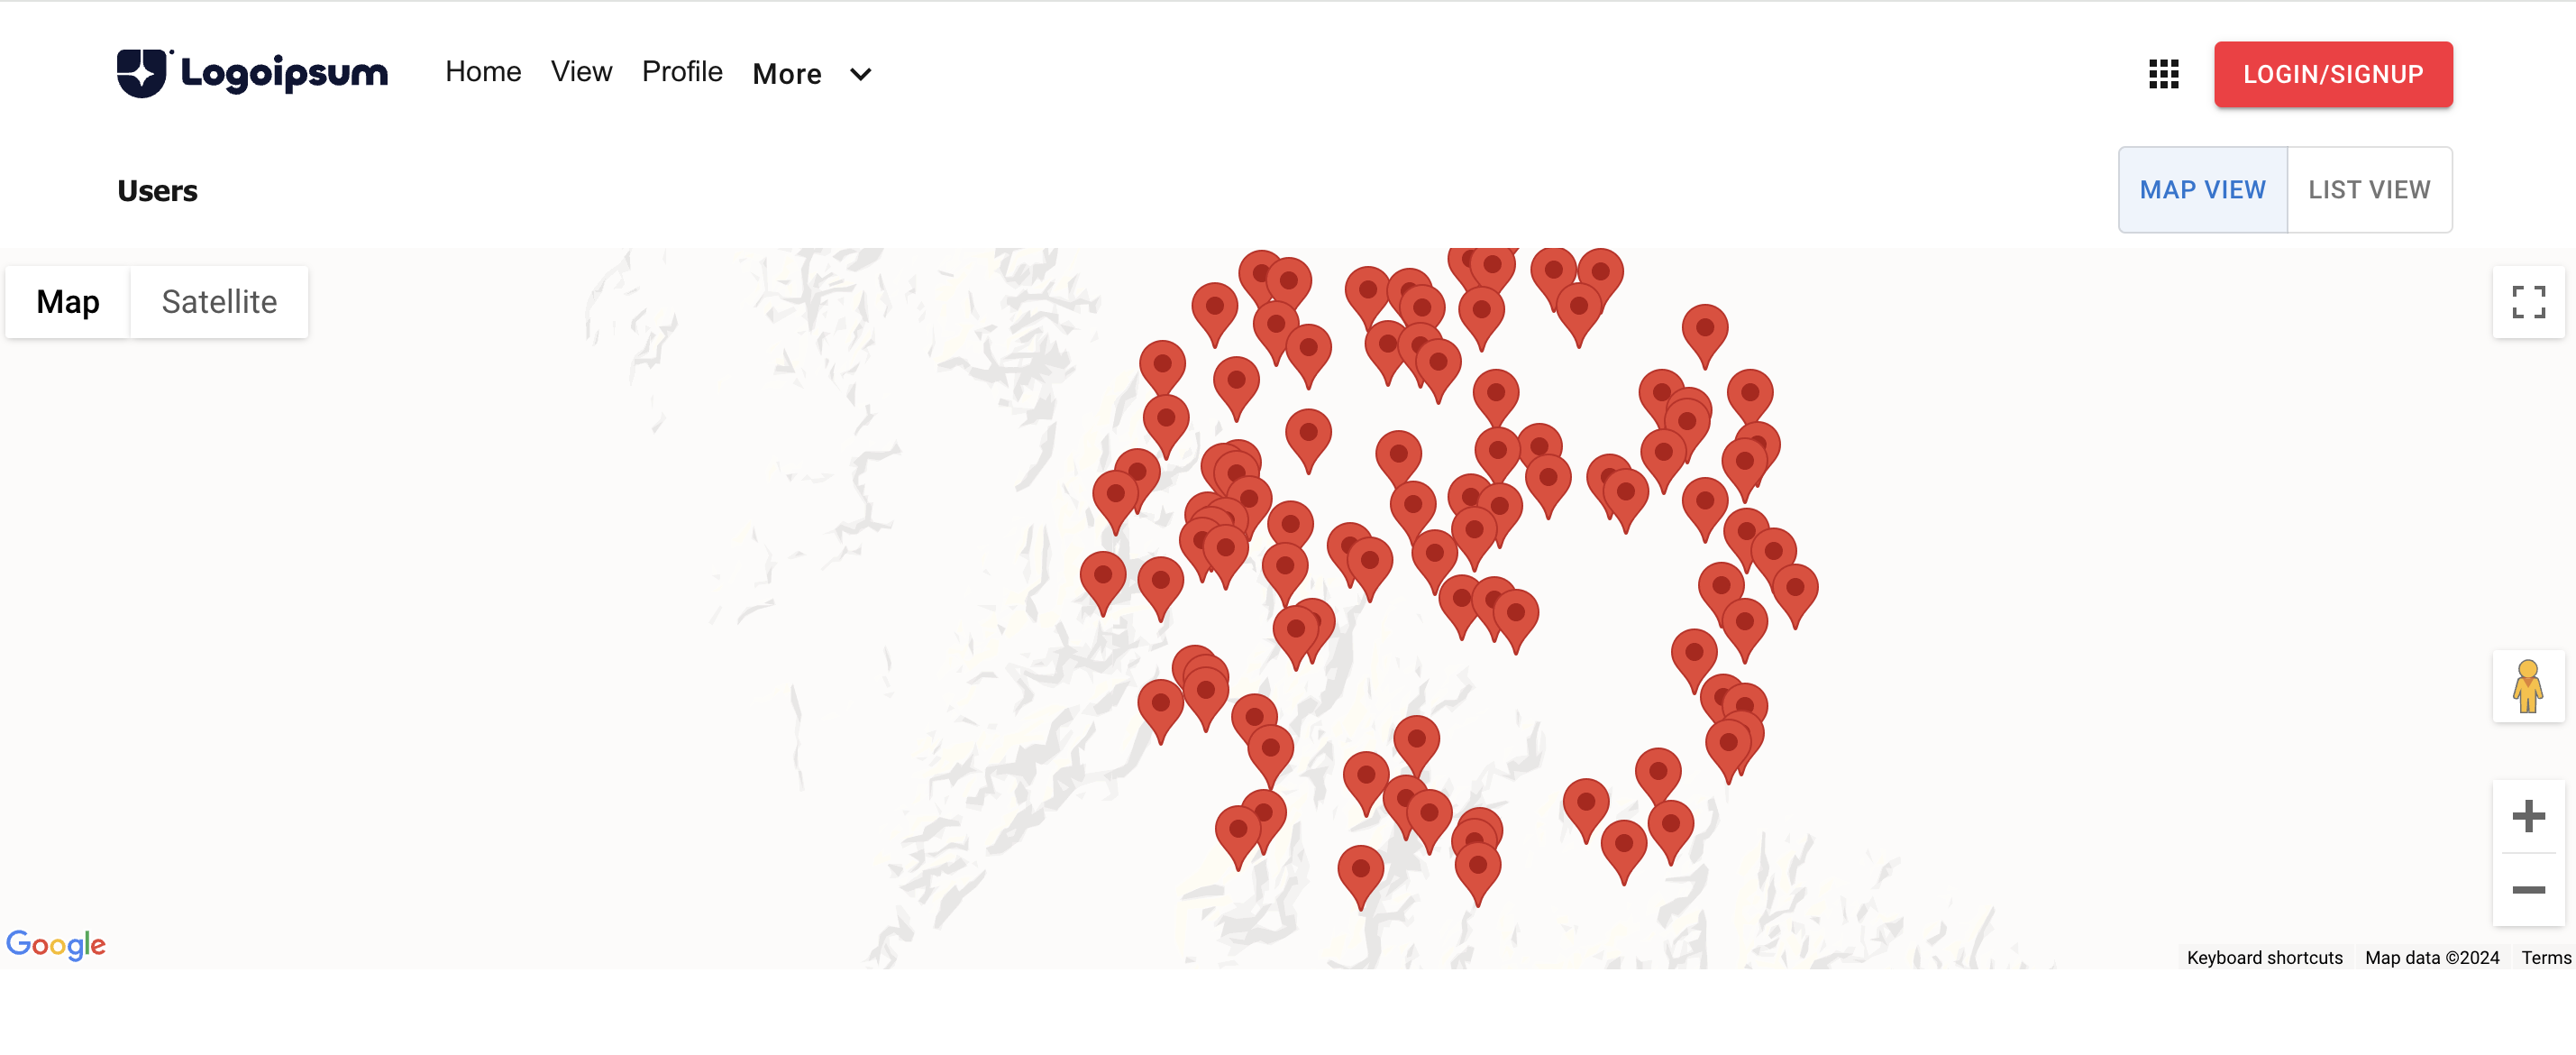 Logoipsum Home View Profile More LOGIN/SIGNUP
Users MAP VIEW LIST VIEW
Map Satellite
Google
Keyboard shortcuts Map data ©2024 Terms